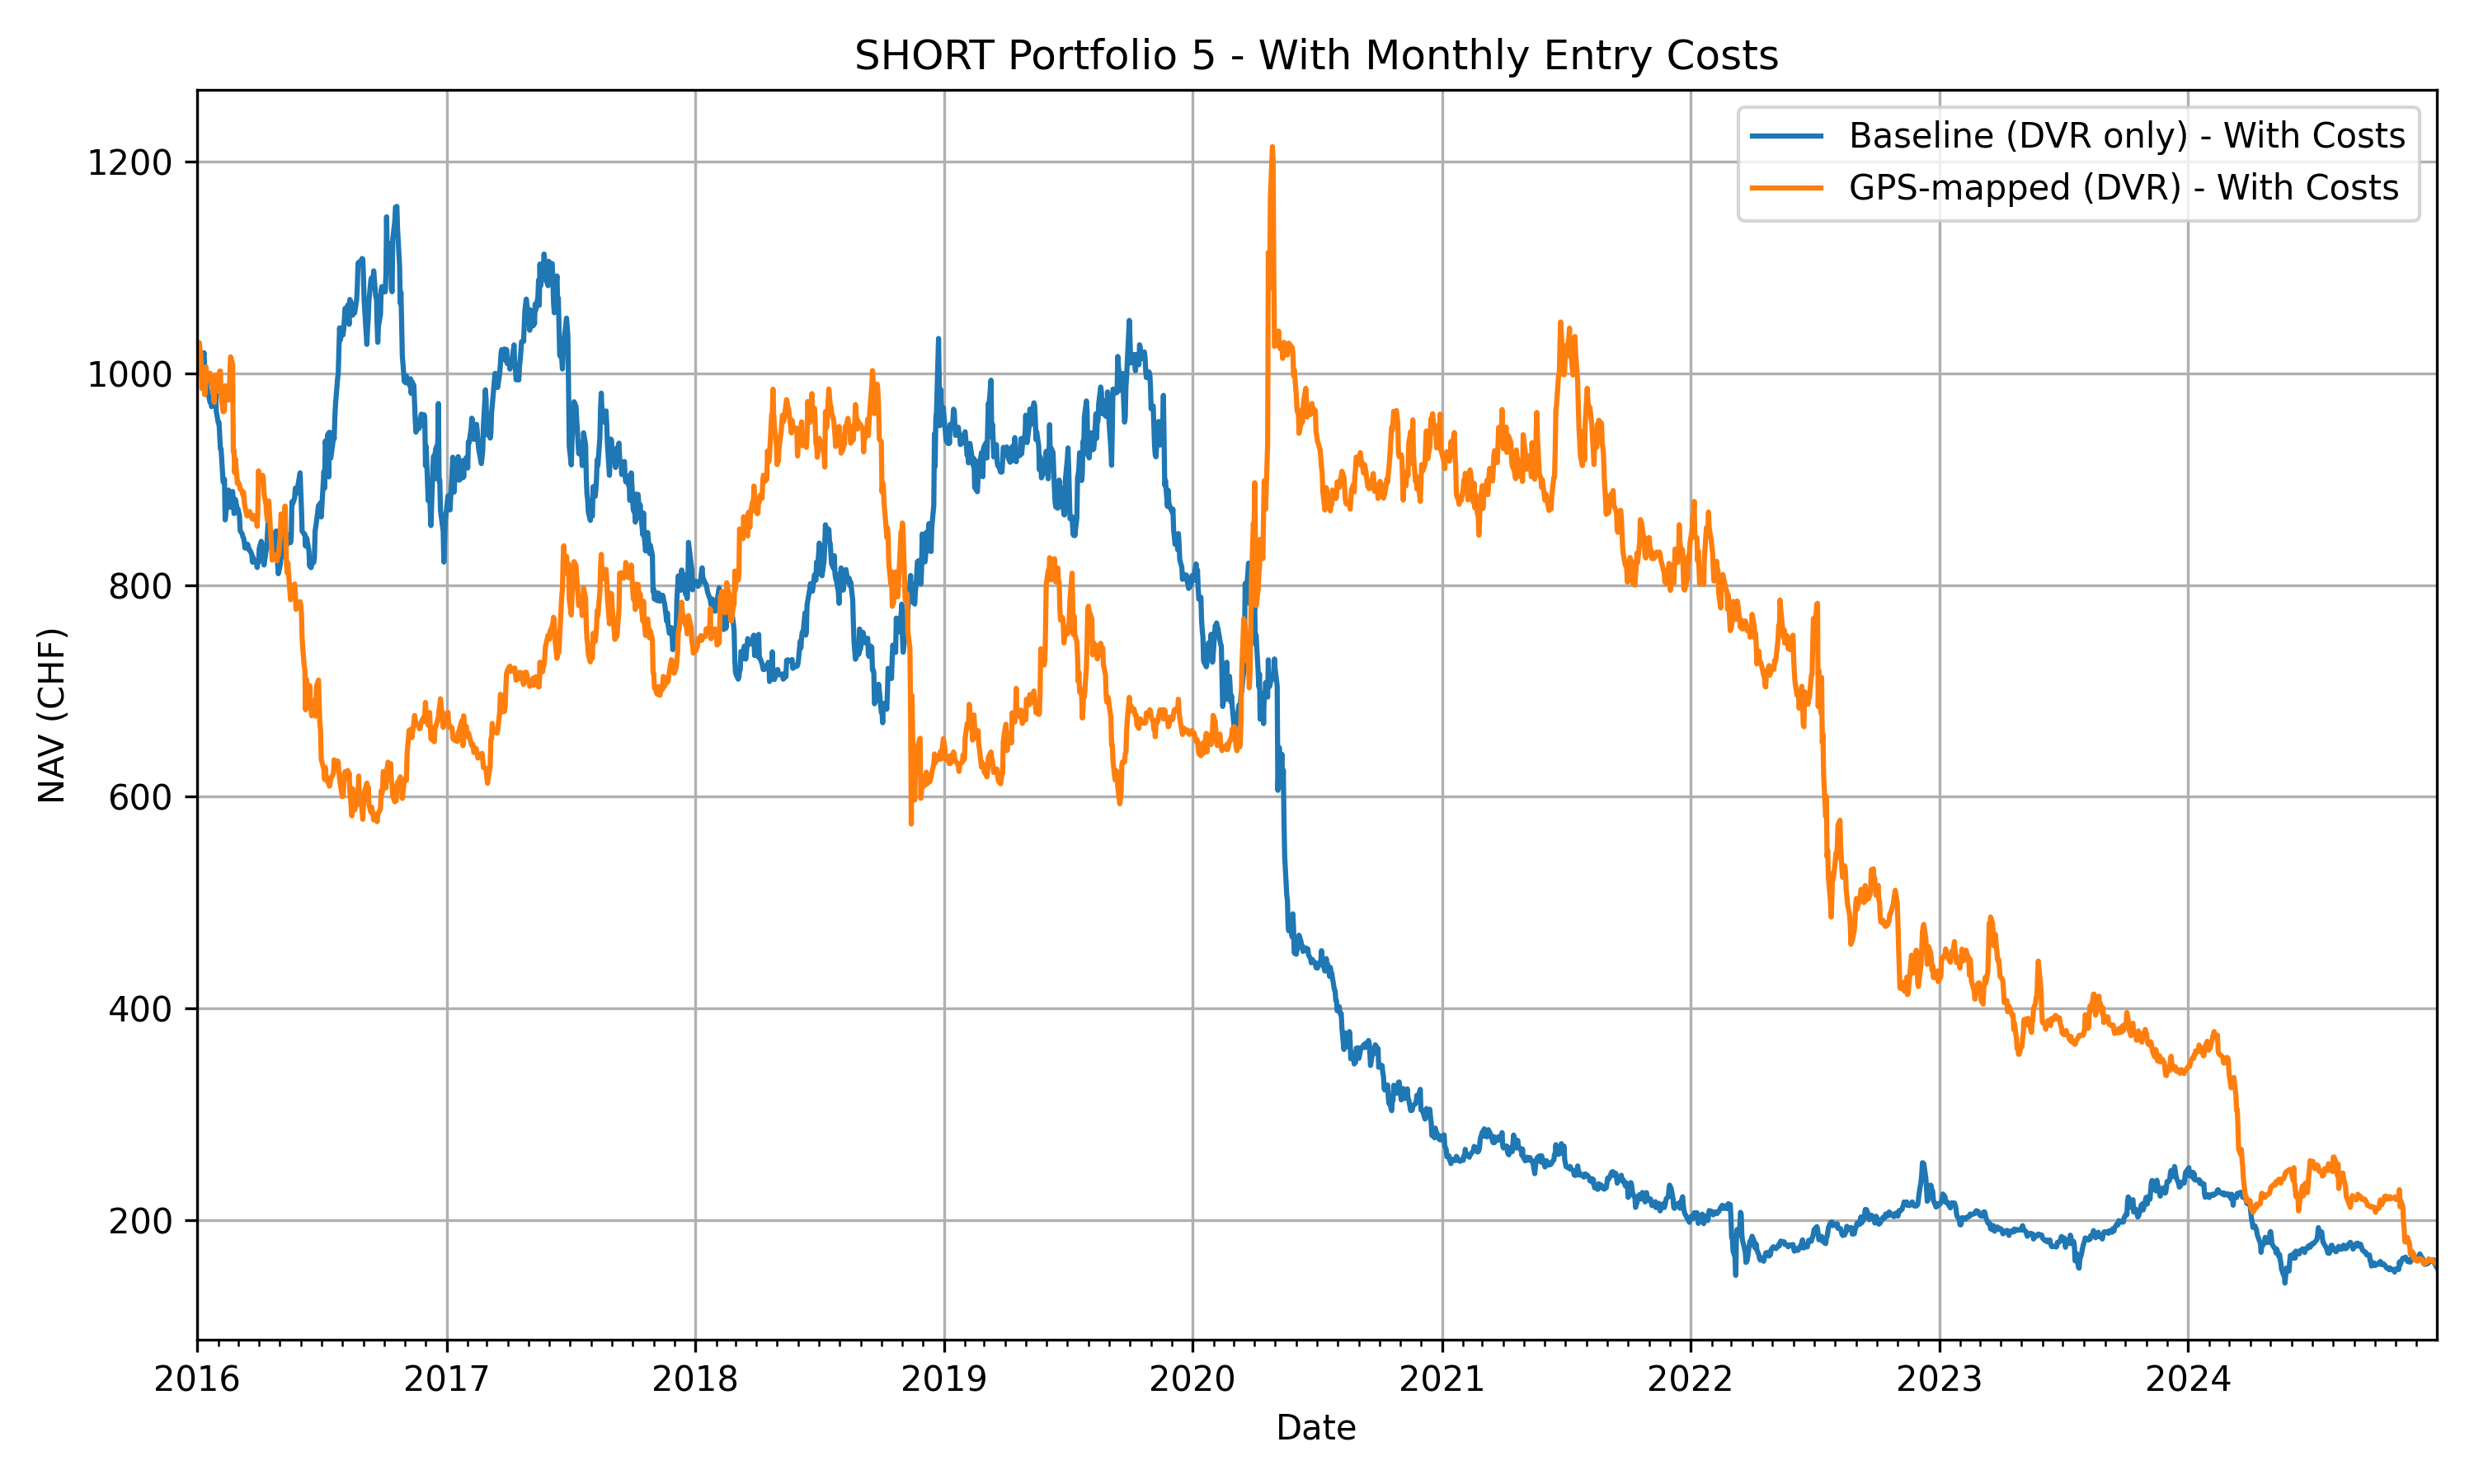 SHORT Portfolio 5 - With Monthly Entry Costs
Baseline (DVR only) - With Costs
GPS-mapped (DVR) - With Costs
1200
1000
800
600
400
200
NAV (CHF)
2016 2017 2018 2019 2020 2021 2022 2023 2024
Date